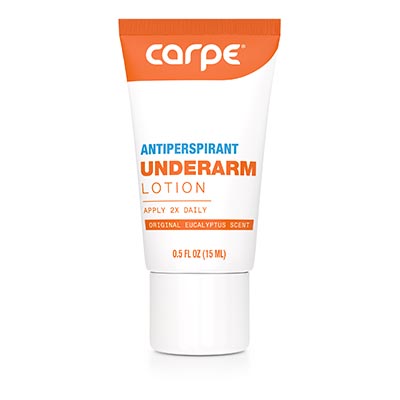 carpe®
ANTIPERSPIRANT
UNDERARM
LOTION
APPLY 2X DAILY
ORIGINAL EUCALYPTUS SCENT
0.5 FL OZ (15 ML)